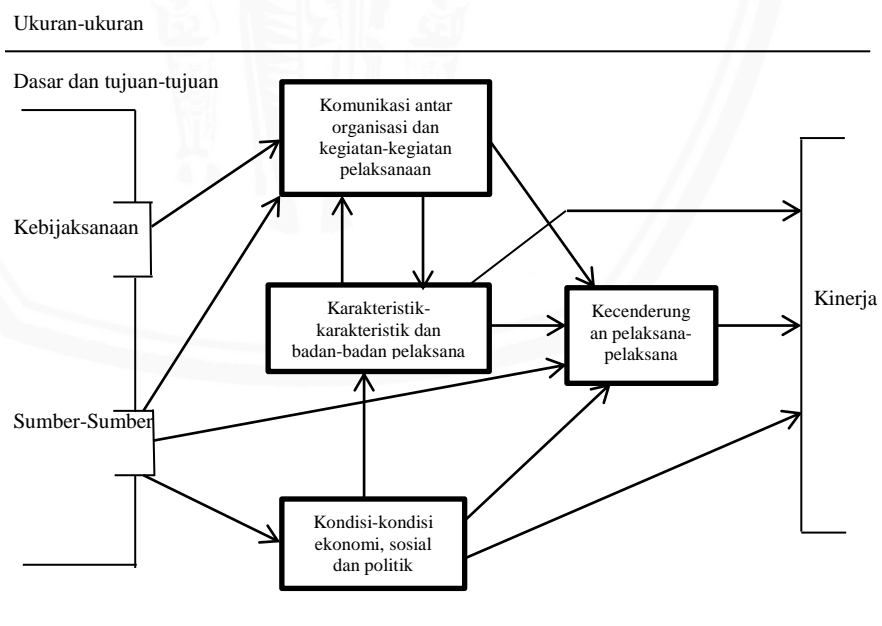 Ukuran-ukuran
Dasar dan tujuan-tujuan
Komunikasi antar
organisasi dan
kegiatan-kegiatan
pelaksanaan
Kebijaksanaan
Karakteristik-
karakteristik dan
badan-badan pelaksana
Kecenderung
an pelaksana-
pelaksana
Kinerja
Sumber-Sumber
Kondisi-kondisi
ekonomi, sosial
dan politik